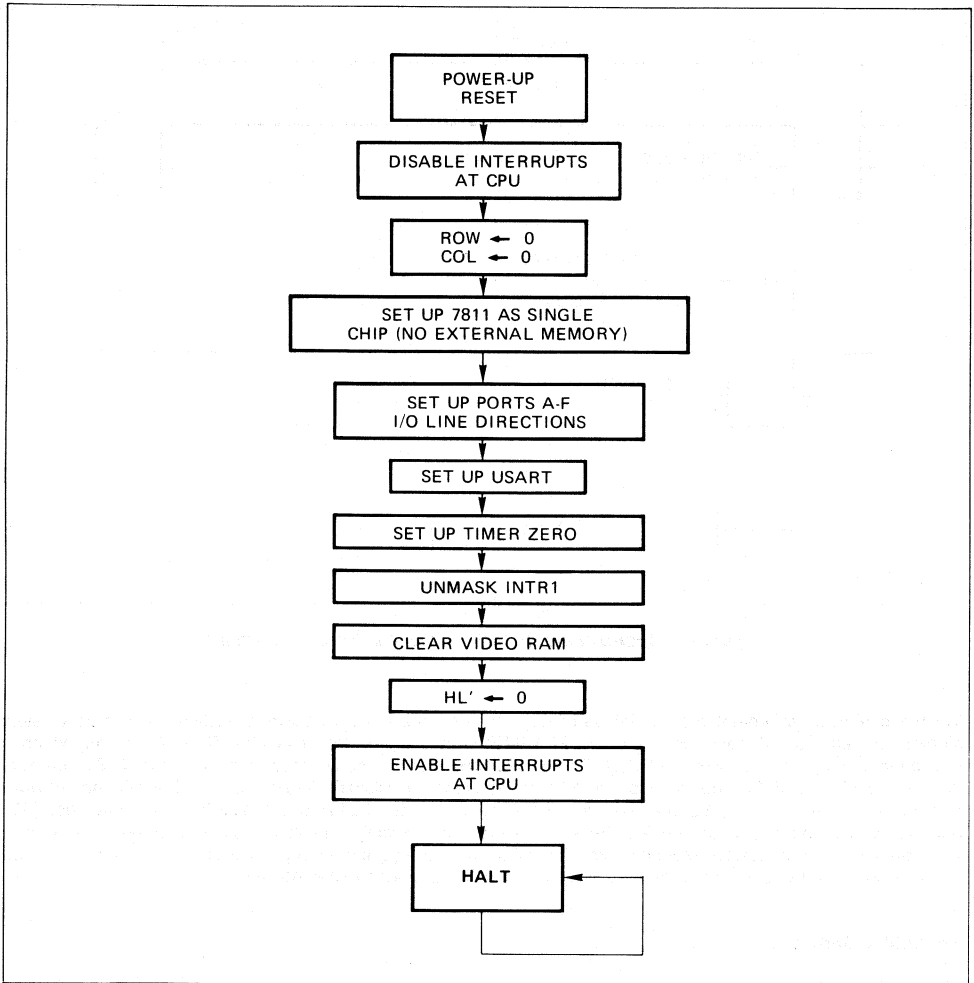 POWER-UP
RESET
DISABLE INTERRUPTS
AT CPU
ROW ← 0
COL ← 0
SET UP 7811 AS SINGLE
CHIP (NO EXTERNAL MEMORY)
SET UP PORTS A-F
I/O LINE DIRECTIONS
SET UP USART
SET UP TIMER ZERO
UNMASK INTR1
CLEAR VIDEO RAM
HL′ ← 0
ENABLE INTERRUPTS
AT CPU
HALT